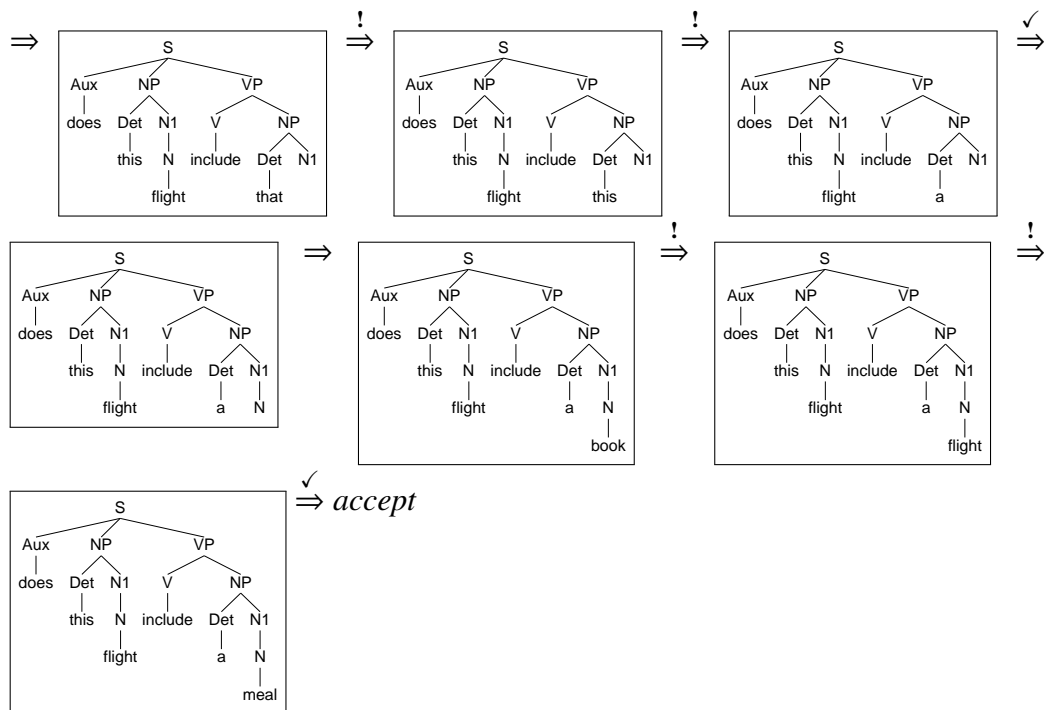 ⇒ ! ⇒ ! ⇒ ✓ ⇒
S S S
Aux NP VP Aux NP VP Aux NP VP
does Det N1 V NP does Det N1 V NP does Det N1 V NP
this N include Det N1 this N include Det N1 this N include Det N1
flight that flight this flight a
⇒ ! ⇒ ! ⇒
S S S
Aux NP VP Aux NP VP Aux NP VP
does Det N1 V NP does Det N1 V NP does Det N1 V NP
this N include Det N1 this N include Det N1 this N include Det N1
flight a N flight a N flight a N
book flight
✓
S ⇒ accept
Aux NP VP
does Det N1 V NP
this N include Det N1
flight a N
meal